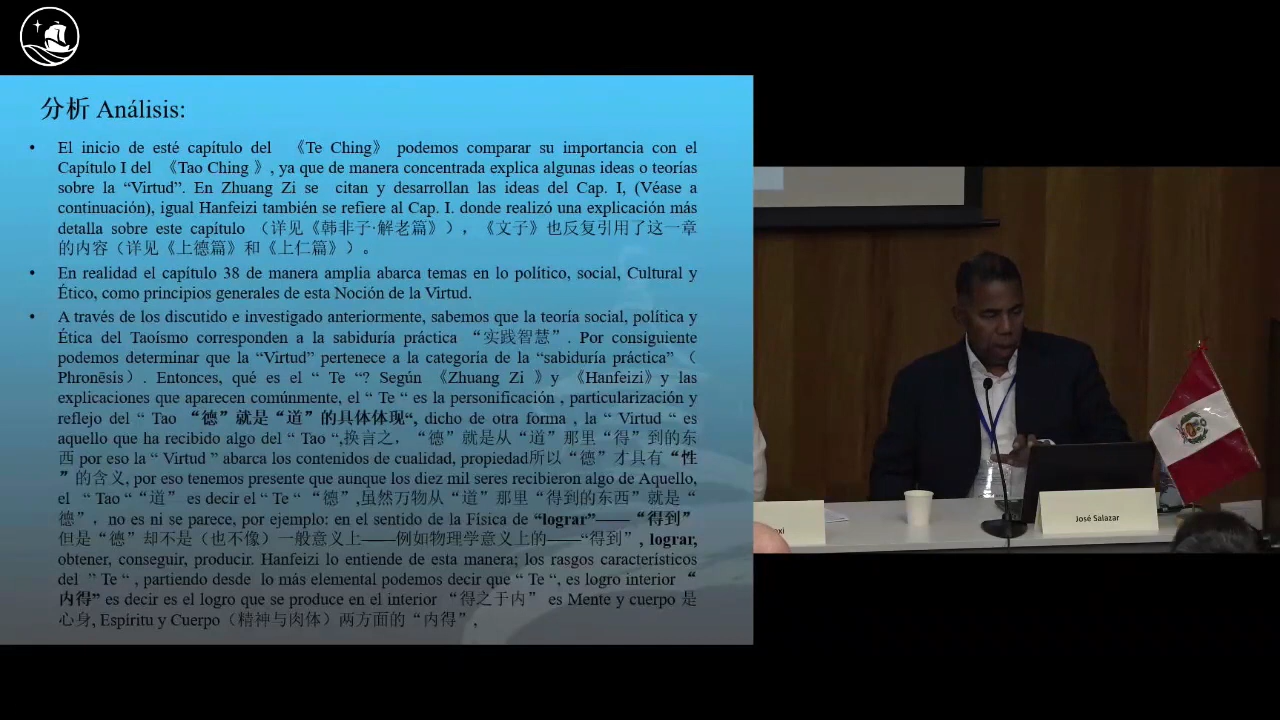 分析 Análisis:
• El inicio de esté capítulo del 《Te Ching》 podemos comparar su importancia con el
Capítulo I del 《Tao Ching 》, ya que de manera concentrada explica algunas ideas o teorías
sobre la “Virtud”. En Zhuang Zi se citan y desarrollan las ideas del Cap. I, (Véase a
continuación), igual Hanfeizi también se refiere al Cap. I. donde realizó una explicación más
detalla sobre este capítulo （详见《韩非子·解老篇》），《文子》也反复引用了这一章
的内容（详见《上德篇》和《上仁篇》）。
• En realidad el capítulo 38 de manera amplia abarca temas en lo político, social, Cultural y
Ético, como principios generales de esta Noción de la Virtud.
• A través de los discutido e investigado anteriormente, sabemos que la teoría social, política y
Ética del Taoísmo corresponden a la sabiduría práctica “实践智慧”. Por consiguiente
podemos determinar que la “Virtud” pertenece a la categoría de la “sabiduría práctica” （
Phronēsis）. Entonces, qué es el “ Te “? Según 《Zhuang Zi 》y 《Hanfeizi》y las
explicaciones que aparecen comúnmente, el “ Te “ es la personificación , particularización y
reflejo del “ Tao “德”就是“道”的具体体现“, dicho de otra forma , la “ Virtud “ es
aquello que ha recibido algo del “ Tao “,换言之，“德”就是从“道”那里“得”到的东
西 por eso la “ Virtud ” abarca los contenidos de cualidad, propiedad所以“德”才具有“性
”的含义, por eso tenemos presente que aunque los diez mil seres recibieron algo de Aquello,
el “ Tao “ “道” es decir el “ Te “ “德”,虽然万物从“道”那里“得到的东西”就是“
德”，no es ni se parece, por ejemplo: en el sentido de la Física de “lograr”——“得到”
但是“德”却不是（也不像）一般意义上——例如物理学意义上的——“得到”, lograr,
obtener, conseguir, producir. Hanfeizi lo entiende de esta manera; los rasgos característicos
del ” Te “ , partiendo desde lo más elemental podemos decir que “ Te “, es logro interior “
内得” es decir es el logro que se produce en el interior “得之于内” es Mente y cuerpo 是
心身, Espíritu y Cuerpo（精神与肉体）两方面的“内得”,
oxi
José Salazar